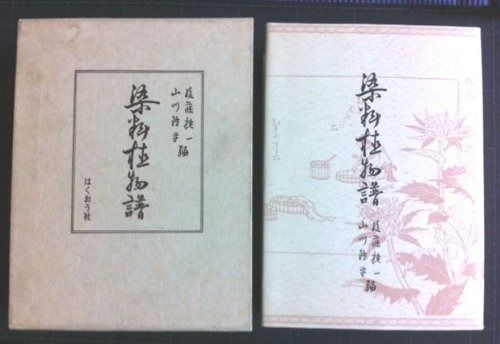 後藤捷一
山川隆平
編
染料植物譜
はくおう社
染料植物譜
後藤捷一
山川隆平
編